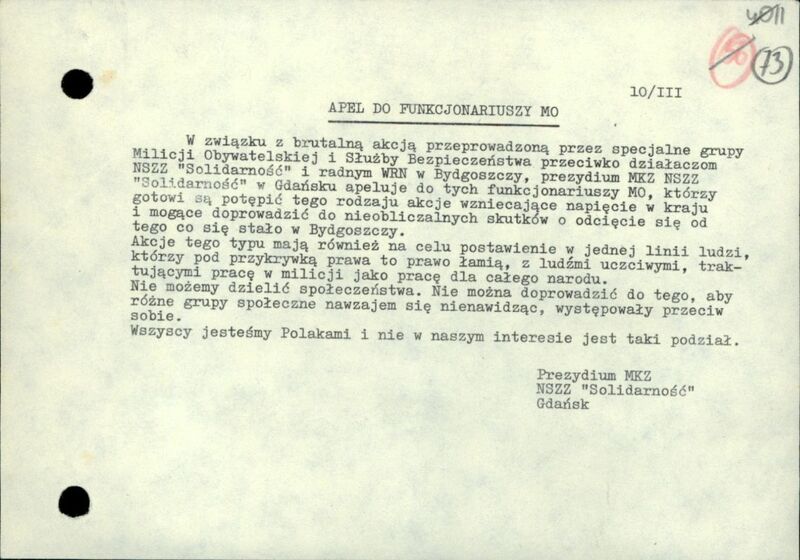 4011
56
73
10/III
APEL DO FUNKCJONARIUSZY MO
W związku z brutalną akcją przeprowadzoną przez specjalne grupy
Milicji Obywatelskiej i Służby Bezpieczeństwa przeciwko działaczom
NSZZ "Solidarność" i radnym WRN w Bydgoszczy, prezydium MKZ NSZZ
"Solidarność" w Gdańsku apeluje do tych funkcjonariuszy MO, którzy
gotowi są potępić tego rodzaju akcje wzniecające napięcie w kraju
i mogące doprowadzić do nieobliczalnych skutków o odcięcie się od
tego co się stało w Bydgoszczy.
Akcje tego typu mają również na celu postawienie w jednej linii ludzi,
którzy pod przykrywką prawa to prawo łamią, z ludźmi uczciwymi, trak-
tującymi pracę w milicji jako pracę dla całego narodu.
Nie możemy dzielić społeczeństwa. Nie można doprowadzić do tego, aby
różne grupy społeczne nawzajem się nienawidząc, występowały przeciw
sobie.
Wszyscy jesteśmy Polakami i nie w naszym interesie jest taki podział.
Prezydium MKZ
NSZZ "Solidarność"
Gdańsk